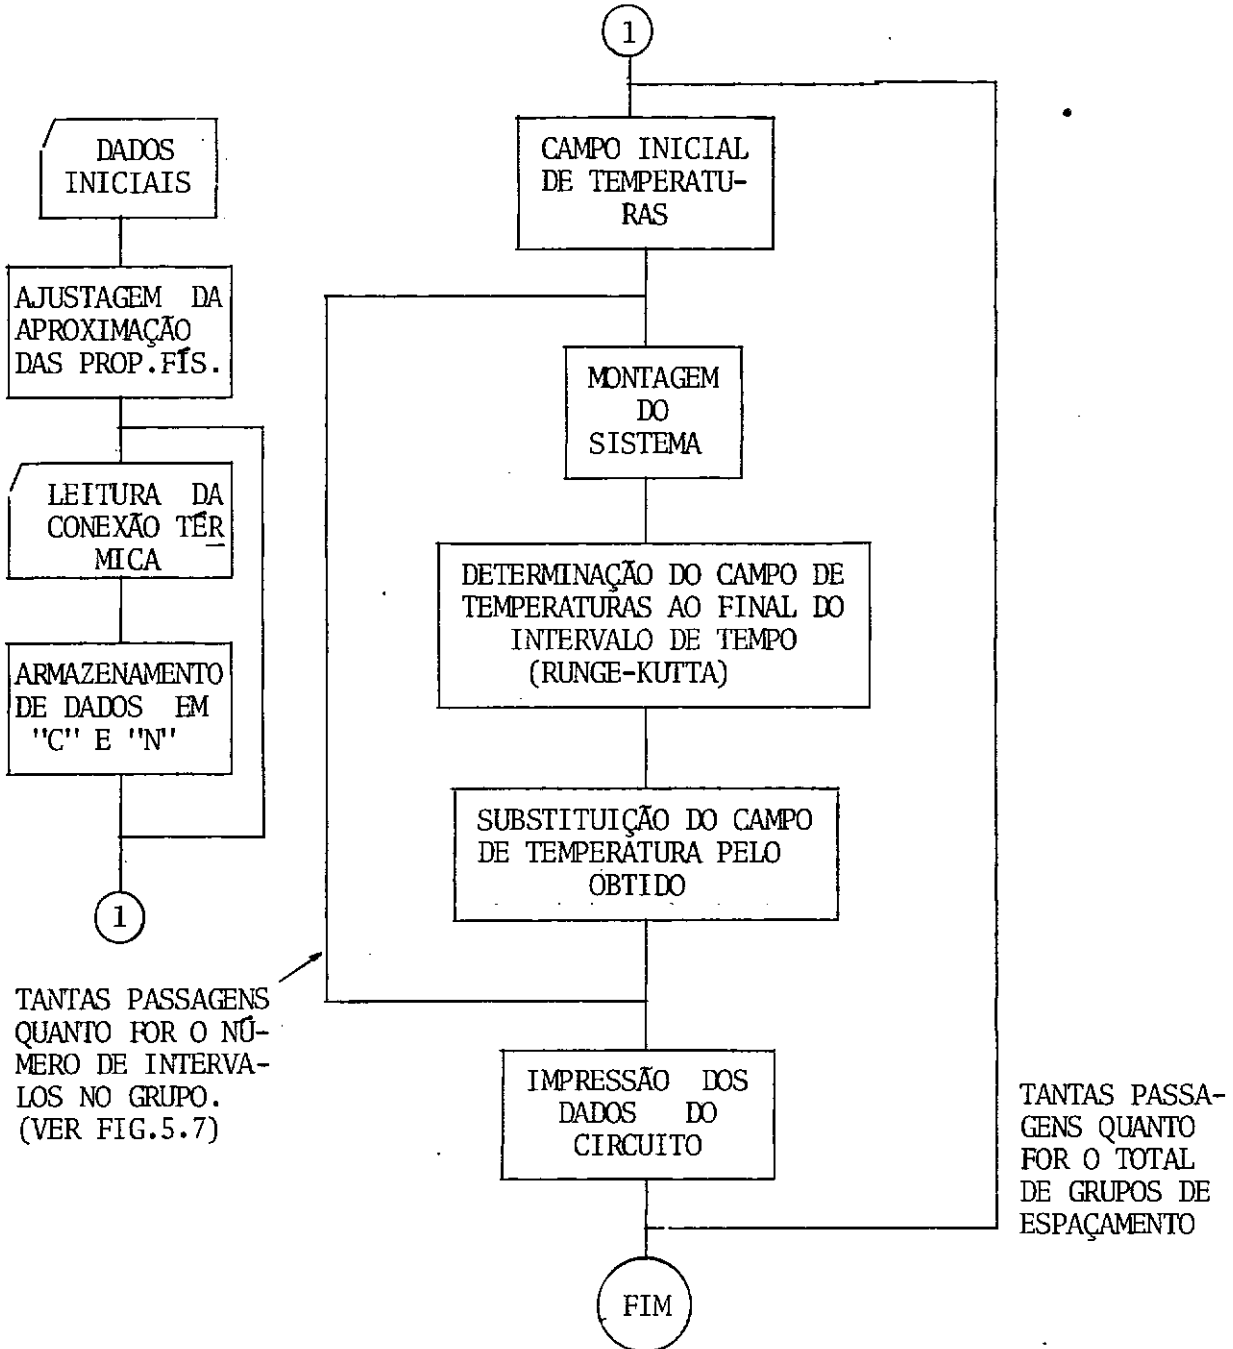 DADOS
INICIAIS
AJUSTAGEM DA
APROXIMAÇÃO
DAS PROP.FÍS.
LEITURA DA
CONEXÃO TÉR
MICA
ARMAZENAMENTO
DE DADOS EM
"C" E "N"
1
TANTAS PASSAGENS
QUANTO FOR O NÚ-
MERO DE INTERVA-
LOS NO GRUPO.
(VER FIG.5.7)
1
CAMPO INICIAL
DE TEMPERATU-
RAS
MONTAGEM
DO
SISTEMA
DETERMINAÇÃO DO CAMPO DE
TEMPERATURAS AO FINAL DO
INTERVALO DE TEMPO
(RUNGE-KUTTA)
SUBSTITUIÇÃO DO CAMPO
DE TEMPERATURA PELO
OBTIDO
IMPRESSÃO DOS
DADOS DO
CIRCUITO
FIM
TANTAS PASSA-
GENS QUANTO
FOR O TOTAL
DE GRUPOS DE
ESPAÇAMENTO